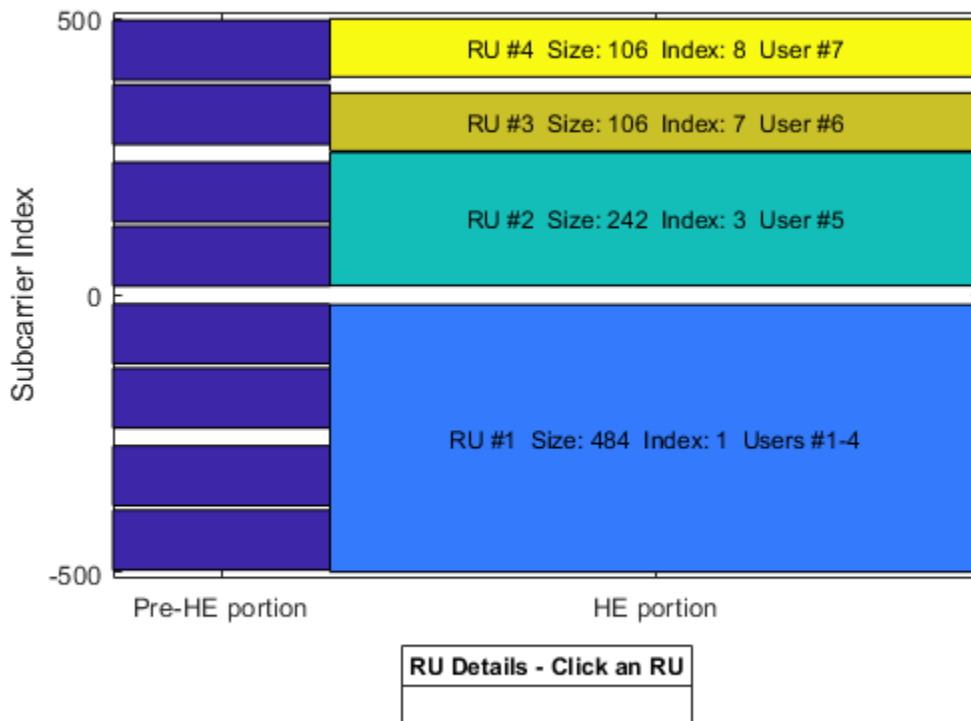 500
RU #4 Size: 106 Index: 8 User #7
RU #3 Size: 106 Index: 7 User #6
RU #2 Size: 242 Index: 3 User #5
Subcarrier Index
0
RU #1 Size: 484 Index: 1 Users #1-4
-500
Pre-HE portion
HE portion
RU Details - Click an RU